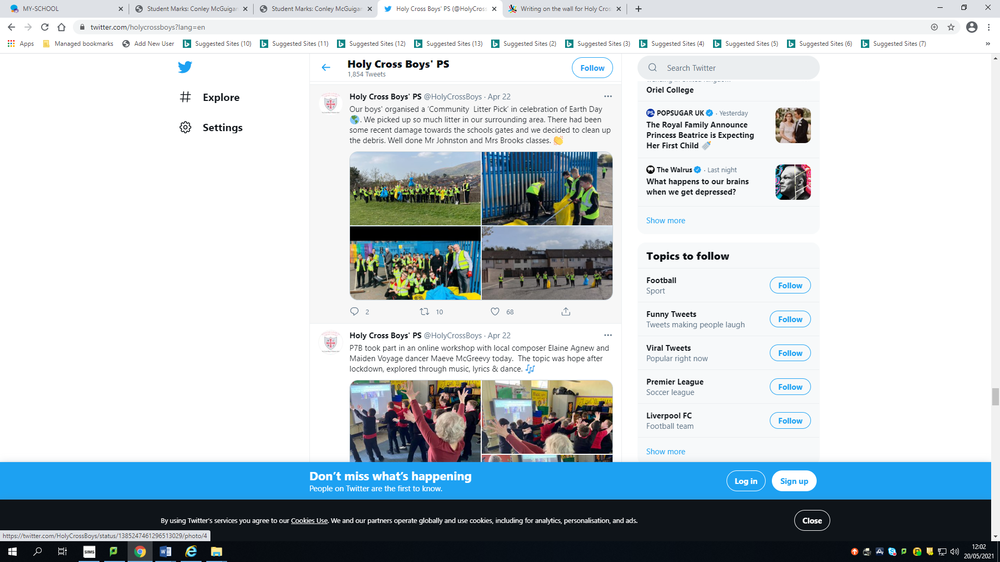 MY-SCHOOL
Student Marks: Conley McGuigan
Student Marks: Conley McGuigan
Holy Cross Boys' PS (@HolyCross
Writing on the wall for Holy Cros
twitter.com/holycrossboys?lang=en
Apps
Managed bookmarks
Add New User
Suggested Sites (10)
Suggested Sites (11)
Suggested Sites (12)
Suggested Sites (13)
Suggested Sites (2)
Suggested Sites (3)
Suggested Sites (4)
Suggested Sites (5)
Suggested Sites (6)
Suggested Sites (7)
Explore
Settings
Holy Cross Boys' PS
1,854 Tweets
Follow
Holy Cross Boys' PS @HolyCrossBoys · Apr 22
Our boys' organised a ‘Community Litter Pick’ in celebration of Earth Day
🌎. We picked up so much litter in our surrounding area. There had been
some recent damage towards the schools gates and we decided to clean up
the debris. Well done Mr Johnston and Mrs Brooks classes. 👏
2
10
68
Holy Cross Boys' PS @HolyCrossBoys · Apr 22
P7B took part in an online workshop with local composer Elaine Agnew and
Maiden Voyage dancer Maeve McGreevy today. The topic was hope after
lockdown, explored through music, lyrics & dance. 🎶
Search Twitter
Trending in United Kingdom
Oriel College
POPSUGAR UK · Yesterday
The Royal Family Announce
Princess Beatrice is Expecting
Her First Child 🍼
The Walrus · Last night
What happens to our brains
when we get depressed?
Show more
Topics to follow
Football
Sport
Follow
Funny Tweets
Tweets making people laugh
Follow
Viral Tweets
Popular right now
Follow
Premier League
Soccer league
Follow
Liverpool FC
Football team
Follow
Show more
Don’t miss what’s happening
People on Twitter are the first to know.
Log in
Sign up
By using Twitter’s services you agree to our Cookies Use. We and our partners operate globally and use cookies, including for analytics, personalisation, and ads.
Close
https://twitter.com/HolyCrossBoys/status/1385247461296513029/photo/4
SIMS
12:02
20/05/2021